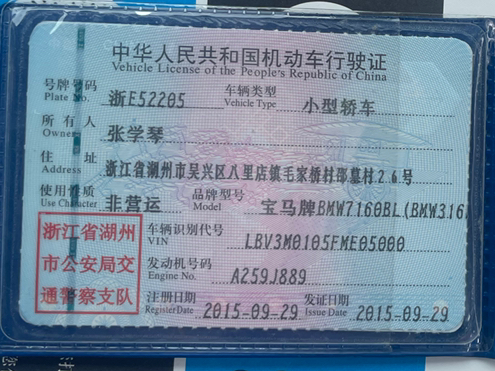 中华人民共和国机动车行驶证
Vehicle License of the People's Republic of China
号牌号码 浙E52205 车辆类型 小型轿车
Plate No. Vehicle Type
所有人 张学琴
Owner
住址 浙江省湖州市吴兴区八里店镇毛家桥村邵墓村26号
Address
使用性质 非营运 品牌型号 宝马牌BMW7160BL(BMW316
Use Character Model
浙江省湖州
市公安局交
通警察支队
车辆识别代号 LBV3M0105FME05000
VIN
发动机号码 A259J889
Engine No.
注册日期 2015-09-29 发证日期 2015-09-29
Register Date Issue Date